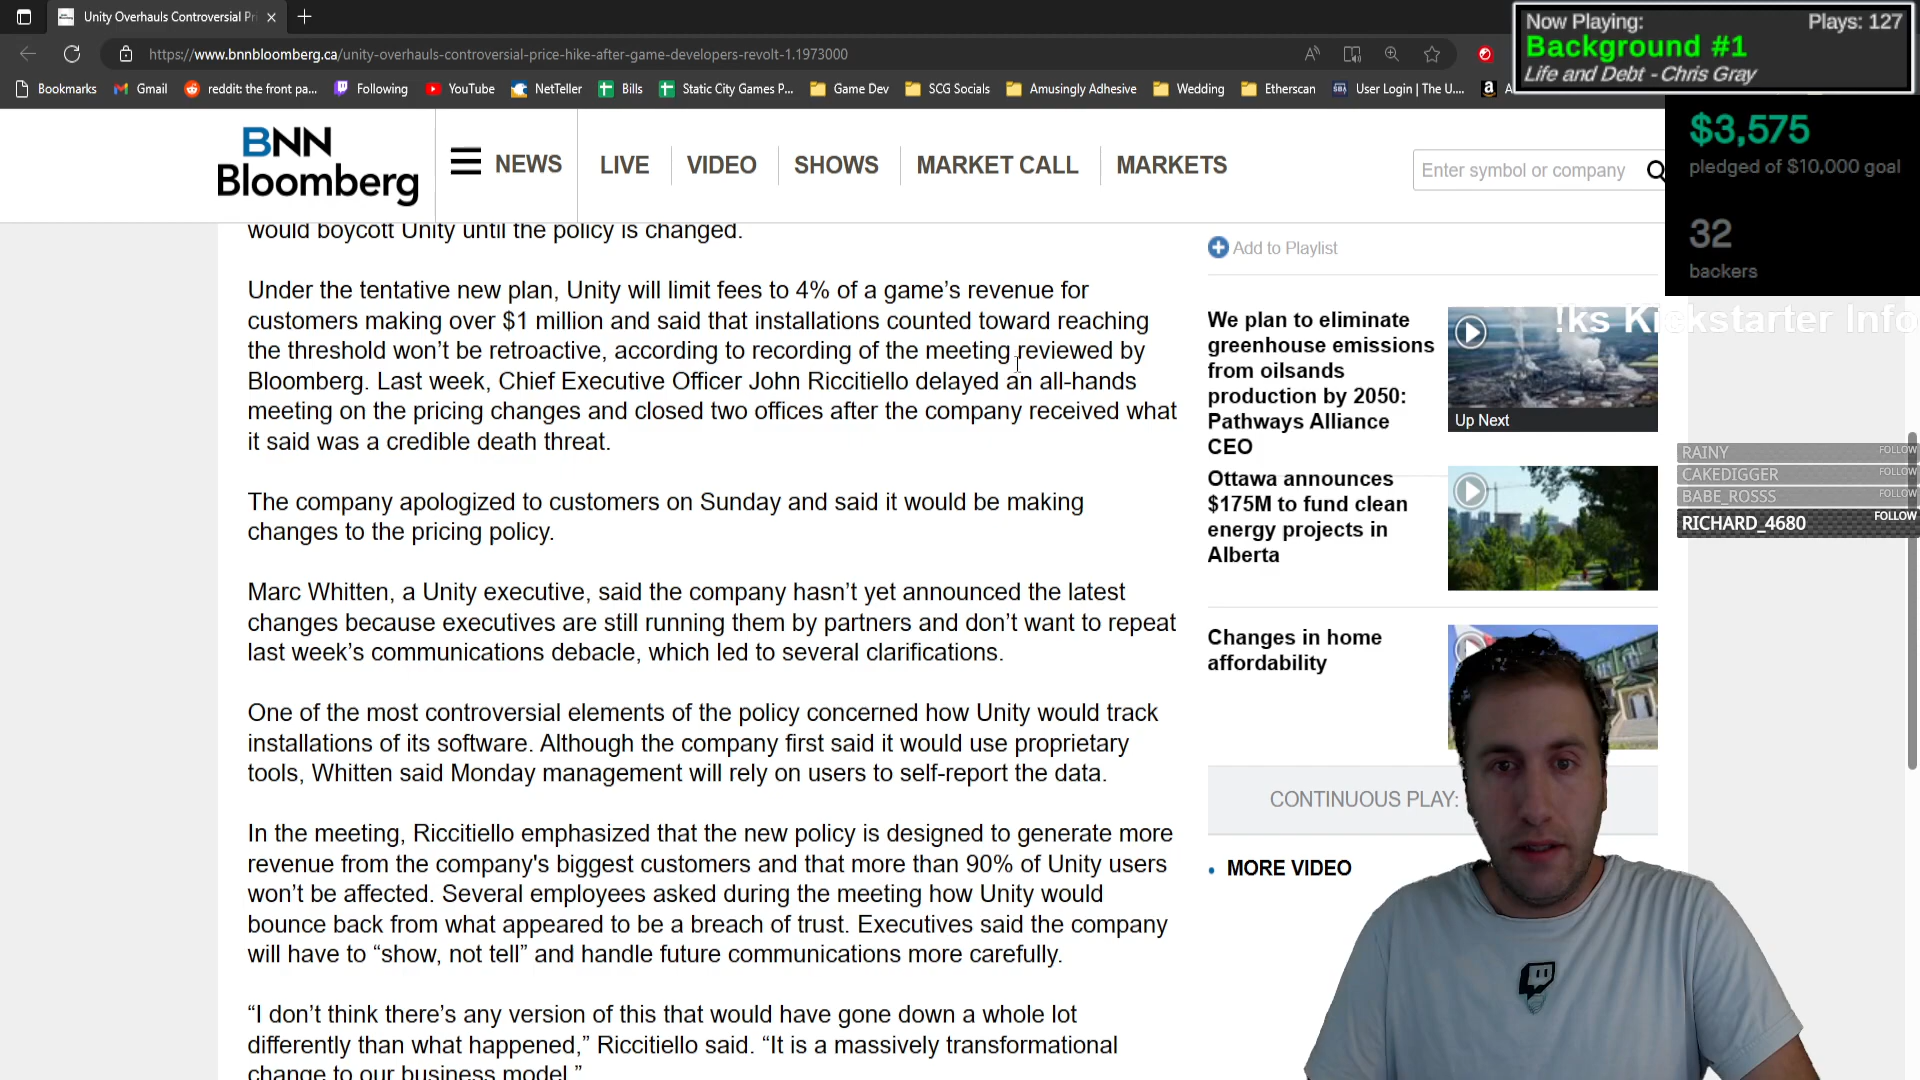 Unity Overhauls Controversial Pri
https://www.bnnbloomberg.ca/unity-overhauls-controversial-price-hike-after-game-developers-revolt-1.1973000
Bookmarks
Gmail
reddit: the front pa...
Following
YouTube
NetTeller
Bills
Static City Games P...
Game Dev
SCG Socials
Amusingly Adhesive
Wedding
Etherscan
User Login | The U....
Now Playing: Plays: 127
Background #1
Life and Debt - Chris Gray
$3,575
pledged of $10,000 goal
32
backers
!ks Kickstarter Info
BNN
Bloomberg
NEWS
LIVE
VIDEO
SHOWS
MARKET CALL
MARKETS
Enter symbol or company
would boycott Unity until the policy is changed.
Under the tentative new plan, Unity will limit fees to 4% of a game's revenue for
customers making over $1 million and said that installations counted toward reaching
the threshold won't be retroactive, according to recording of the meeting reviewed by
Bloomberg. Last week, Chief Executive Officer John Riccitiello delayed an all-hands
meeting on the pricing changes and closed two offices after the company received what
it said was a credible death threat.
The company apologized to customers on Sunday and said it would be making
changes to the pricing policy.
Marc Whitten, a Unity executive, said the company hasn't yet announced the latest
changes because executives are still running them by partners and don't want to repeat
last week's communications debacle, which led to several clarifications.
One of the most controversial elements of the policy concerned how Unity would track
installations of its software. Although the company first said it would use proprietary
tools, Whitten said Monday management will rely on users to self-report the data.
In the meeting, Riccitiello emphasized that the new policy is designed to generate more
revenue from the company's biggest customers and that more than 90% of Unity users
won't be affected. Several employees asked during the meeting how Unity would
bounce back from what appeared to be a breach of trust. Executives said the company
will have to “show, not tell” and handle future communications more carefully.
“I don't think there's any version of this that would have gone down a whole lot
differently than what happened,” Riccitiello said. “It is a massively transformational
change to our business model.”
Add to Playlist
We plan to eliminate
greenhouse emissions
from oilsands
production by 2050:
Pathways Alliance
CEO
Up Next
Ottawa announces
$175M to fund clean
energy projects in
Alberta
Changes in home
affordability
CONTINUOUS PLAY:
MORE VIDEO
RAINY FOLLOW
CAKEDIGGER FOLLOW
BABE_ROSSS FOLLOW
RICHARD_4680 FOLLOW